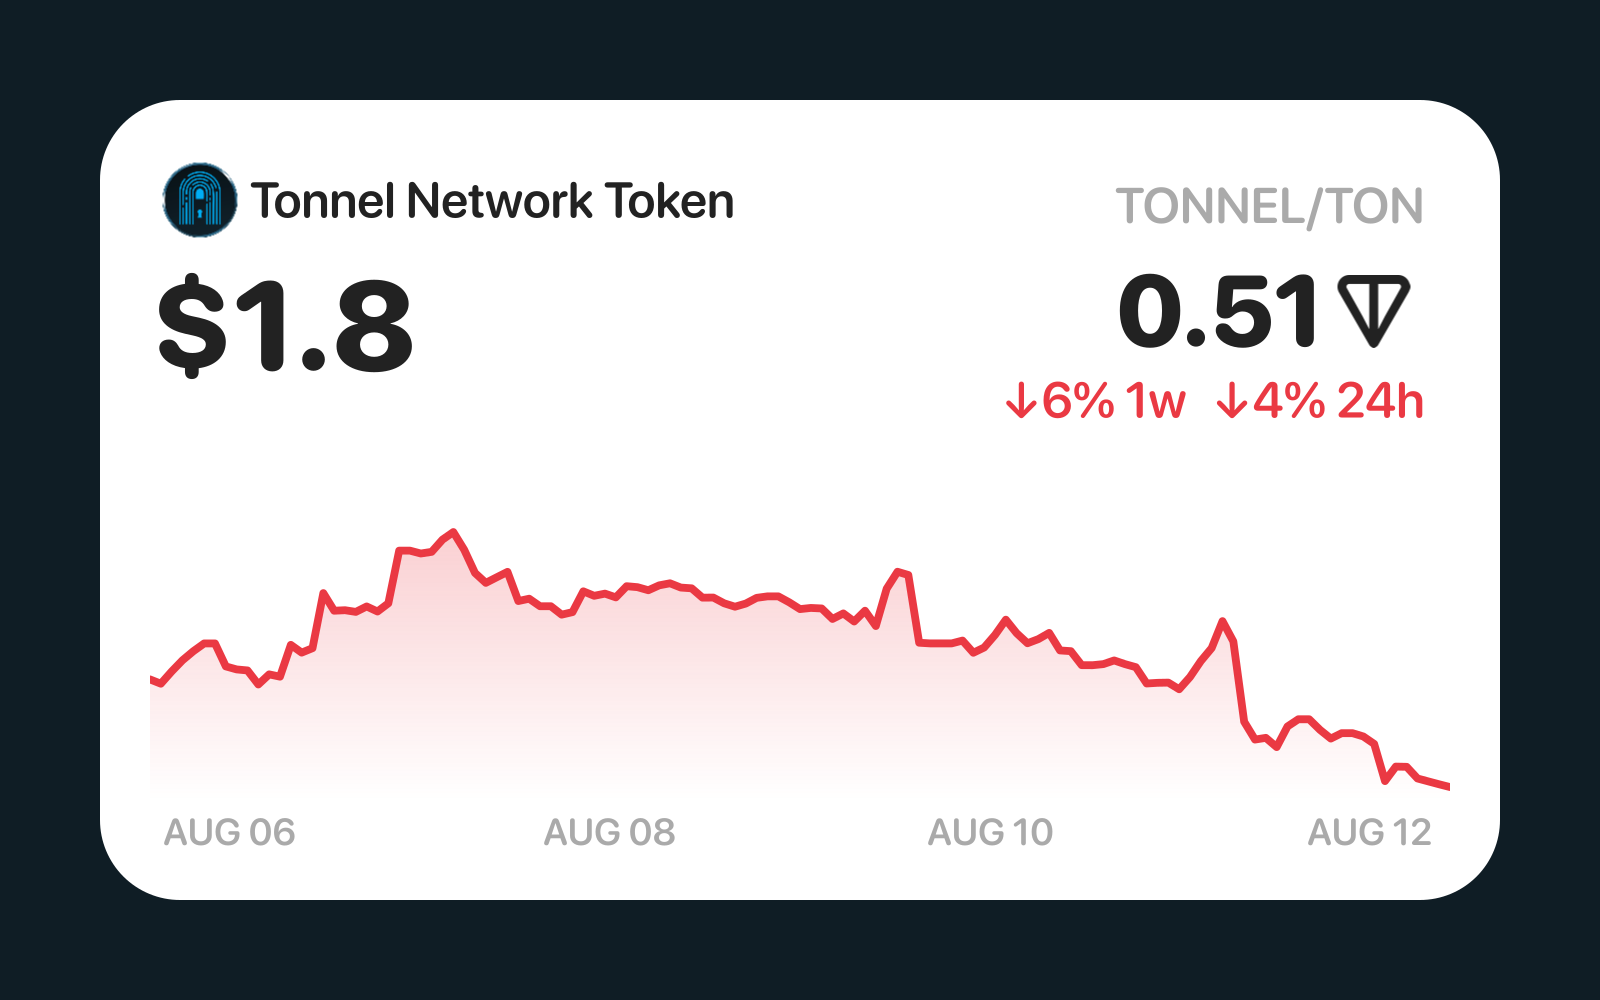 Tonnel Network Token
TONNEL/TON
$1.8
0.51
↓6% 1w ↓4% 24h
AUG 06 AUG 08 AUG 10 AUG 12